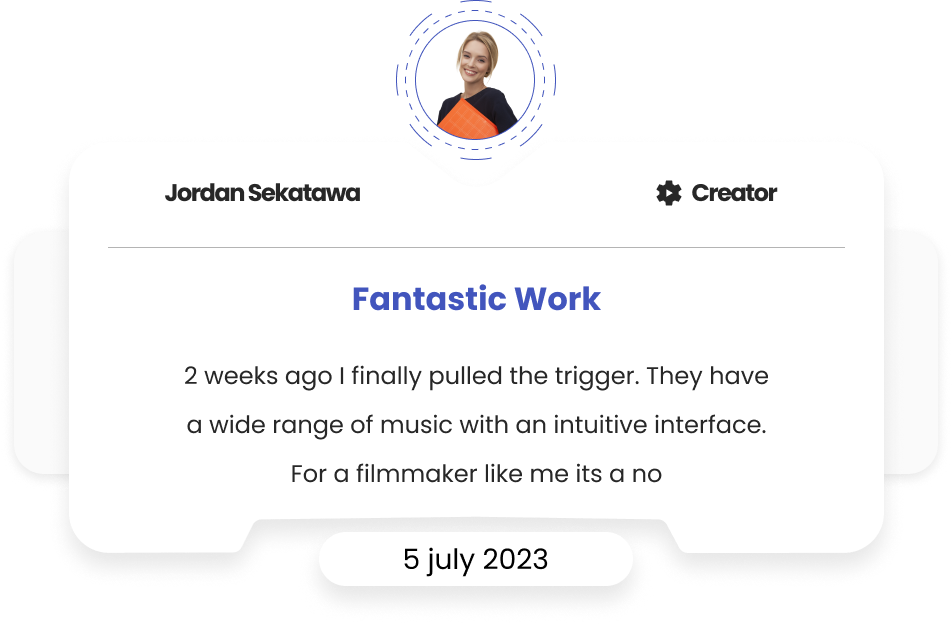 Jordan Sekatawa
Creator
Fantastic Work
2 weeks ago I finally pulled the trigger. They have
a wide range of music with an intuitive interface.
For a filmmaker like me its a no
5 july 2023